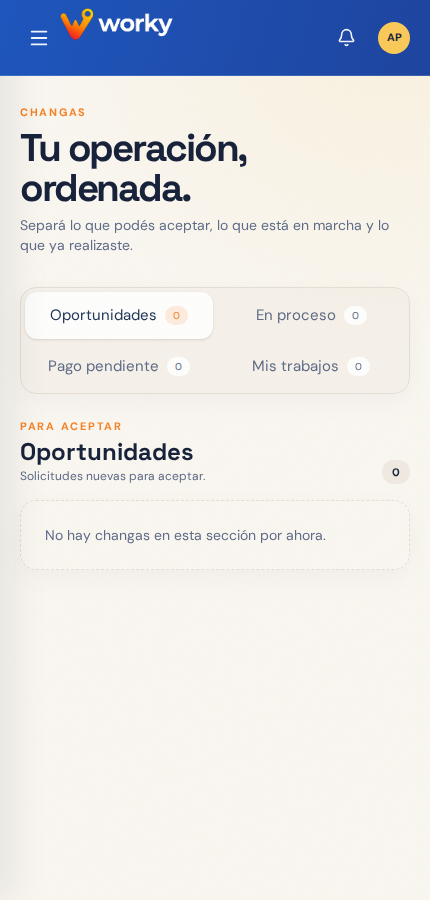 worky
AP
CHANGAS
Tu operación,
ordenada.
Separá lo que podés aceptar, lo que está en marcha y lo
que ya realizaste.
Oportunidades 0
En proceso 0
Pago pendiente 0
Mis trabajos 0
PARA ACEPTAR
Oportunidades
Solicitudes nuevas para aceptar.
0
No hay changas en esta sección por ahora.